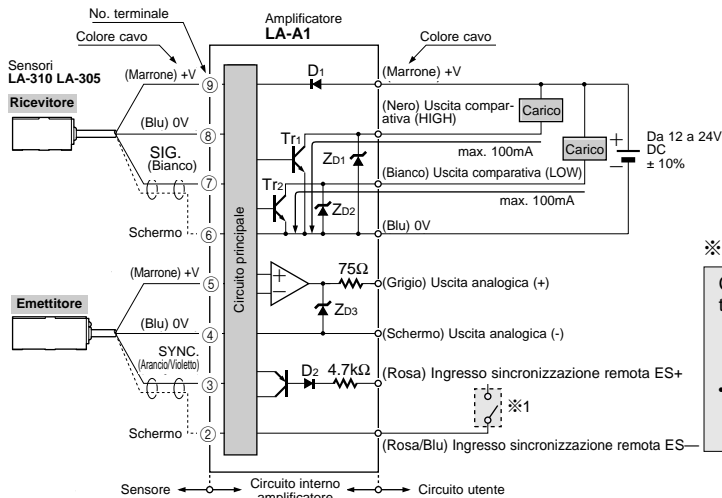 No. terminale
Amplificatore
LA-A1
Colore cavo
Colore cavo
Sensori
LA-310 LA-305
(Marrone) +V
9
D1
(Marrone) +V
Ricevitore
(Nero) Uscita compar-
ativa (HIGH)
Carico
(Blu) 0V
8
Tr1
ZD1
max. 100mA
Carico
+
−
Da 12 a 24V
DC
± 10%
SIG.
(Bianco)
7
Tr2
(Bianco) Uscita comparativa (LOW)
ZD2
max. 100mA
Schermo
6
(Blu) 0V
Circuito principale
※
(Marrone) +V
5
+
−
75Ω
(Grigio) Uscita analogica (+)
Emettitore
ZD3
(Blu) 0V
4
(Schermo) Uscita analogica (-)
SYNC.
(Arancio/Violetto)
3
D2
4.7kΩ
(Rosa) Ingresso sincronizzazione remota ES+
※1
Schermo
2
(Rosa/Blu) Ingresso sincronizzazione remota ES—
Sensore
Circuito interno
amplificatore
Circuito utente